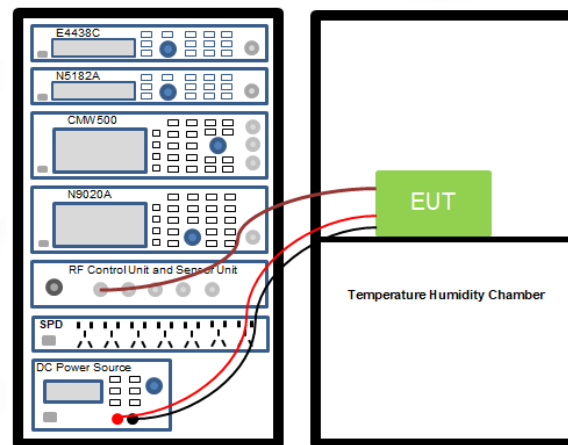 E4438C
N5182A
CMW500
N9020A
EUT
RF Control Unit and Sensor Unit
Temperature Humidity Chamber
SPD
DC Power Source